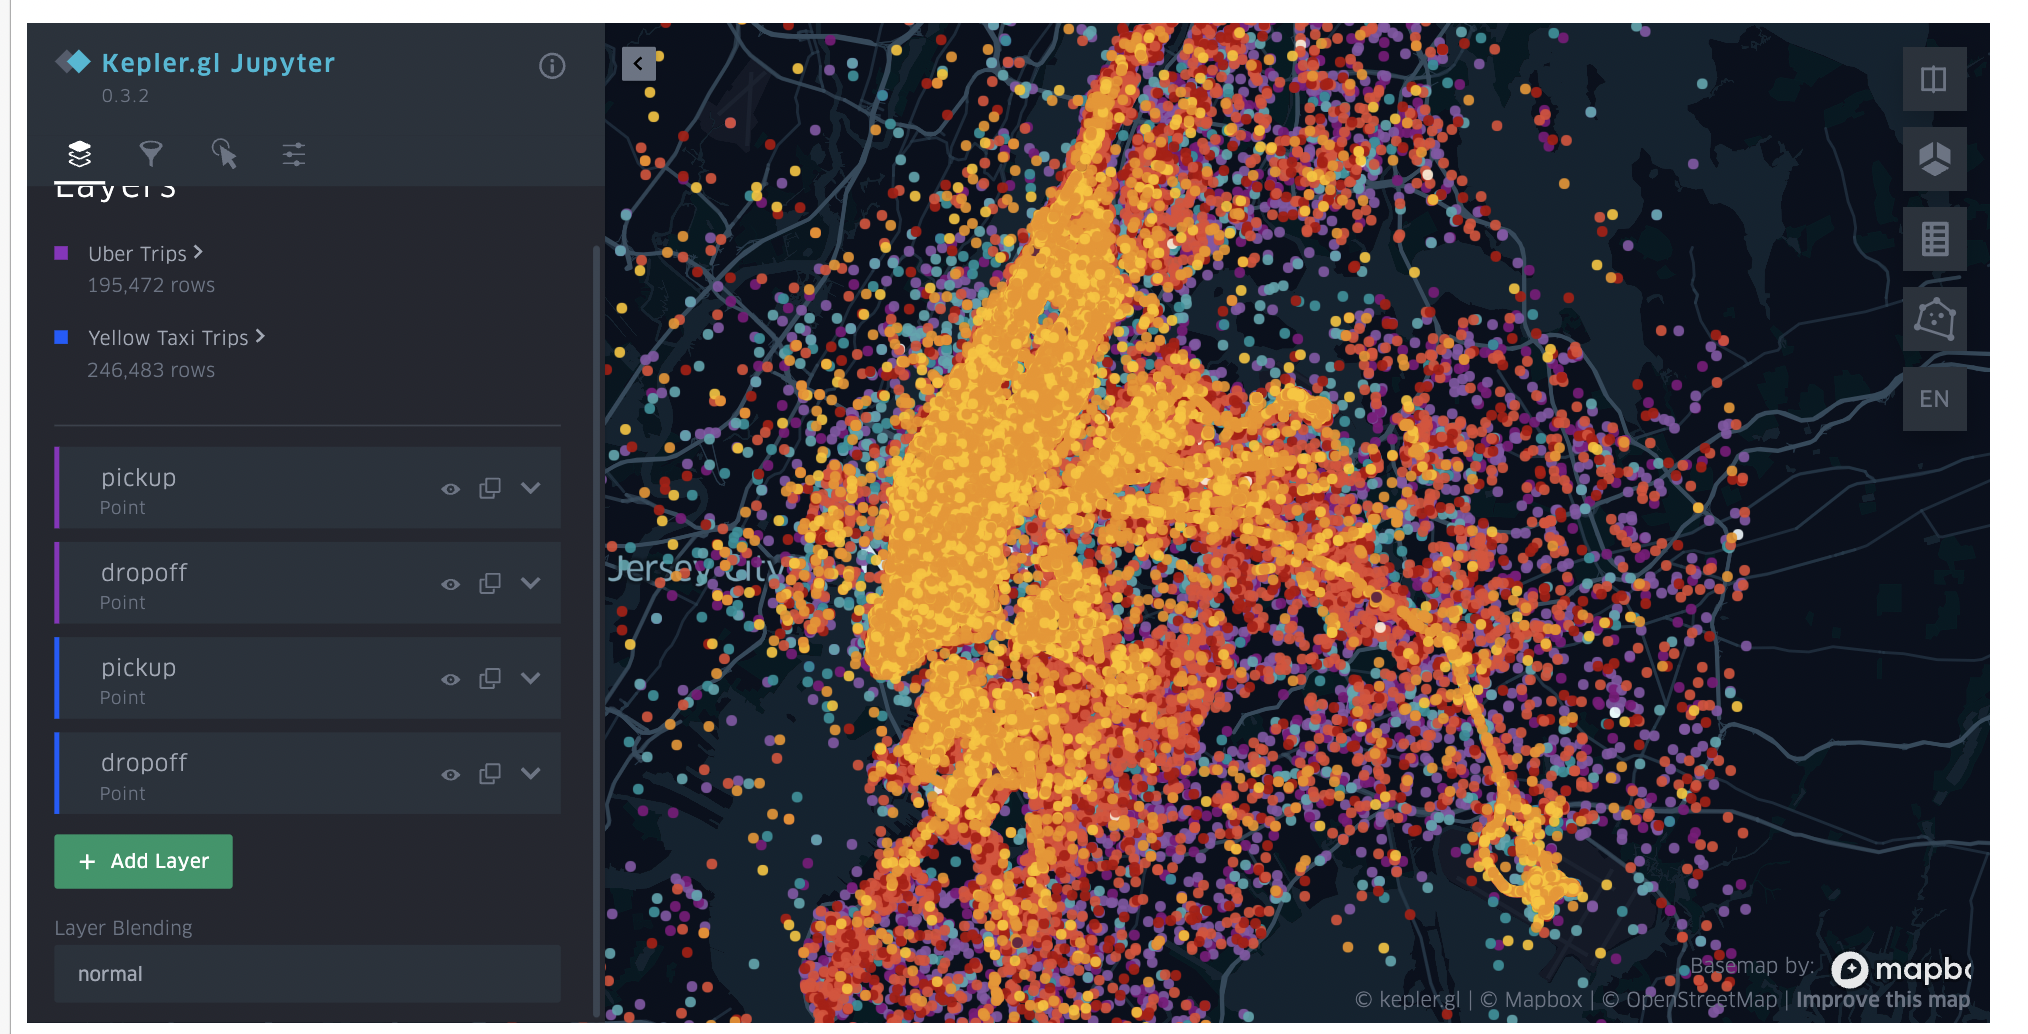 Kepler.gl Jupyter
0.3.2
Layers
Uber Trips
195,472 rows
Yellow Taxi Trips
246,483 rows
pickup
Point
dropoff
Point
pickup
Point
dropoff
Point
+ Add Layer
Layer Blending
normal
Jersey City
EN
Basemap by: mapbo
© kepler.gl | © Mapbox | © OpenStreetMap | Improve this map